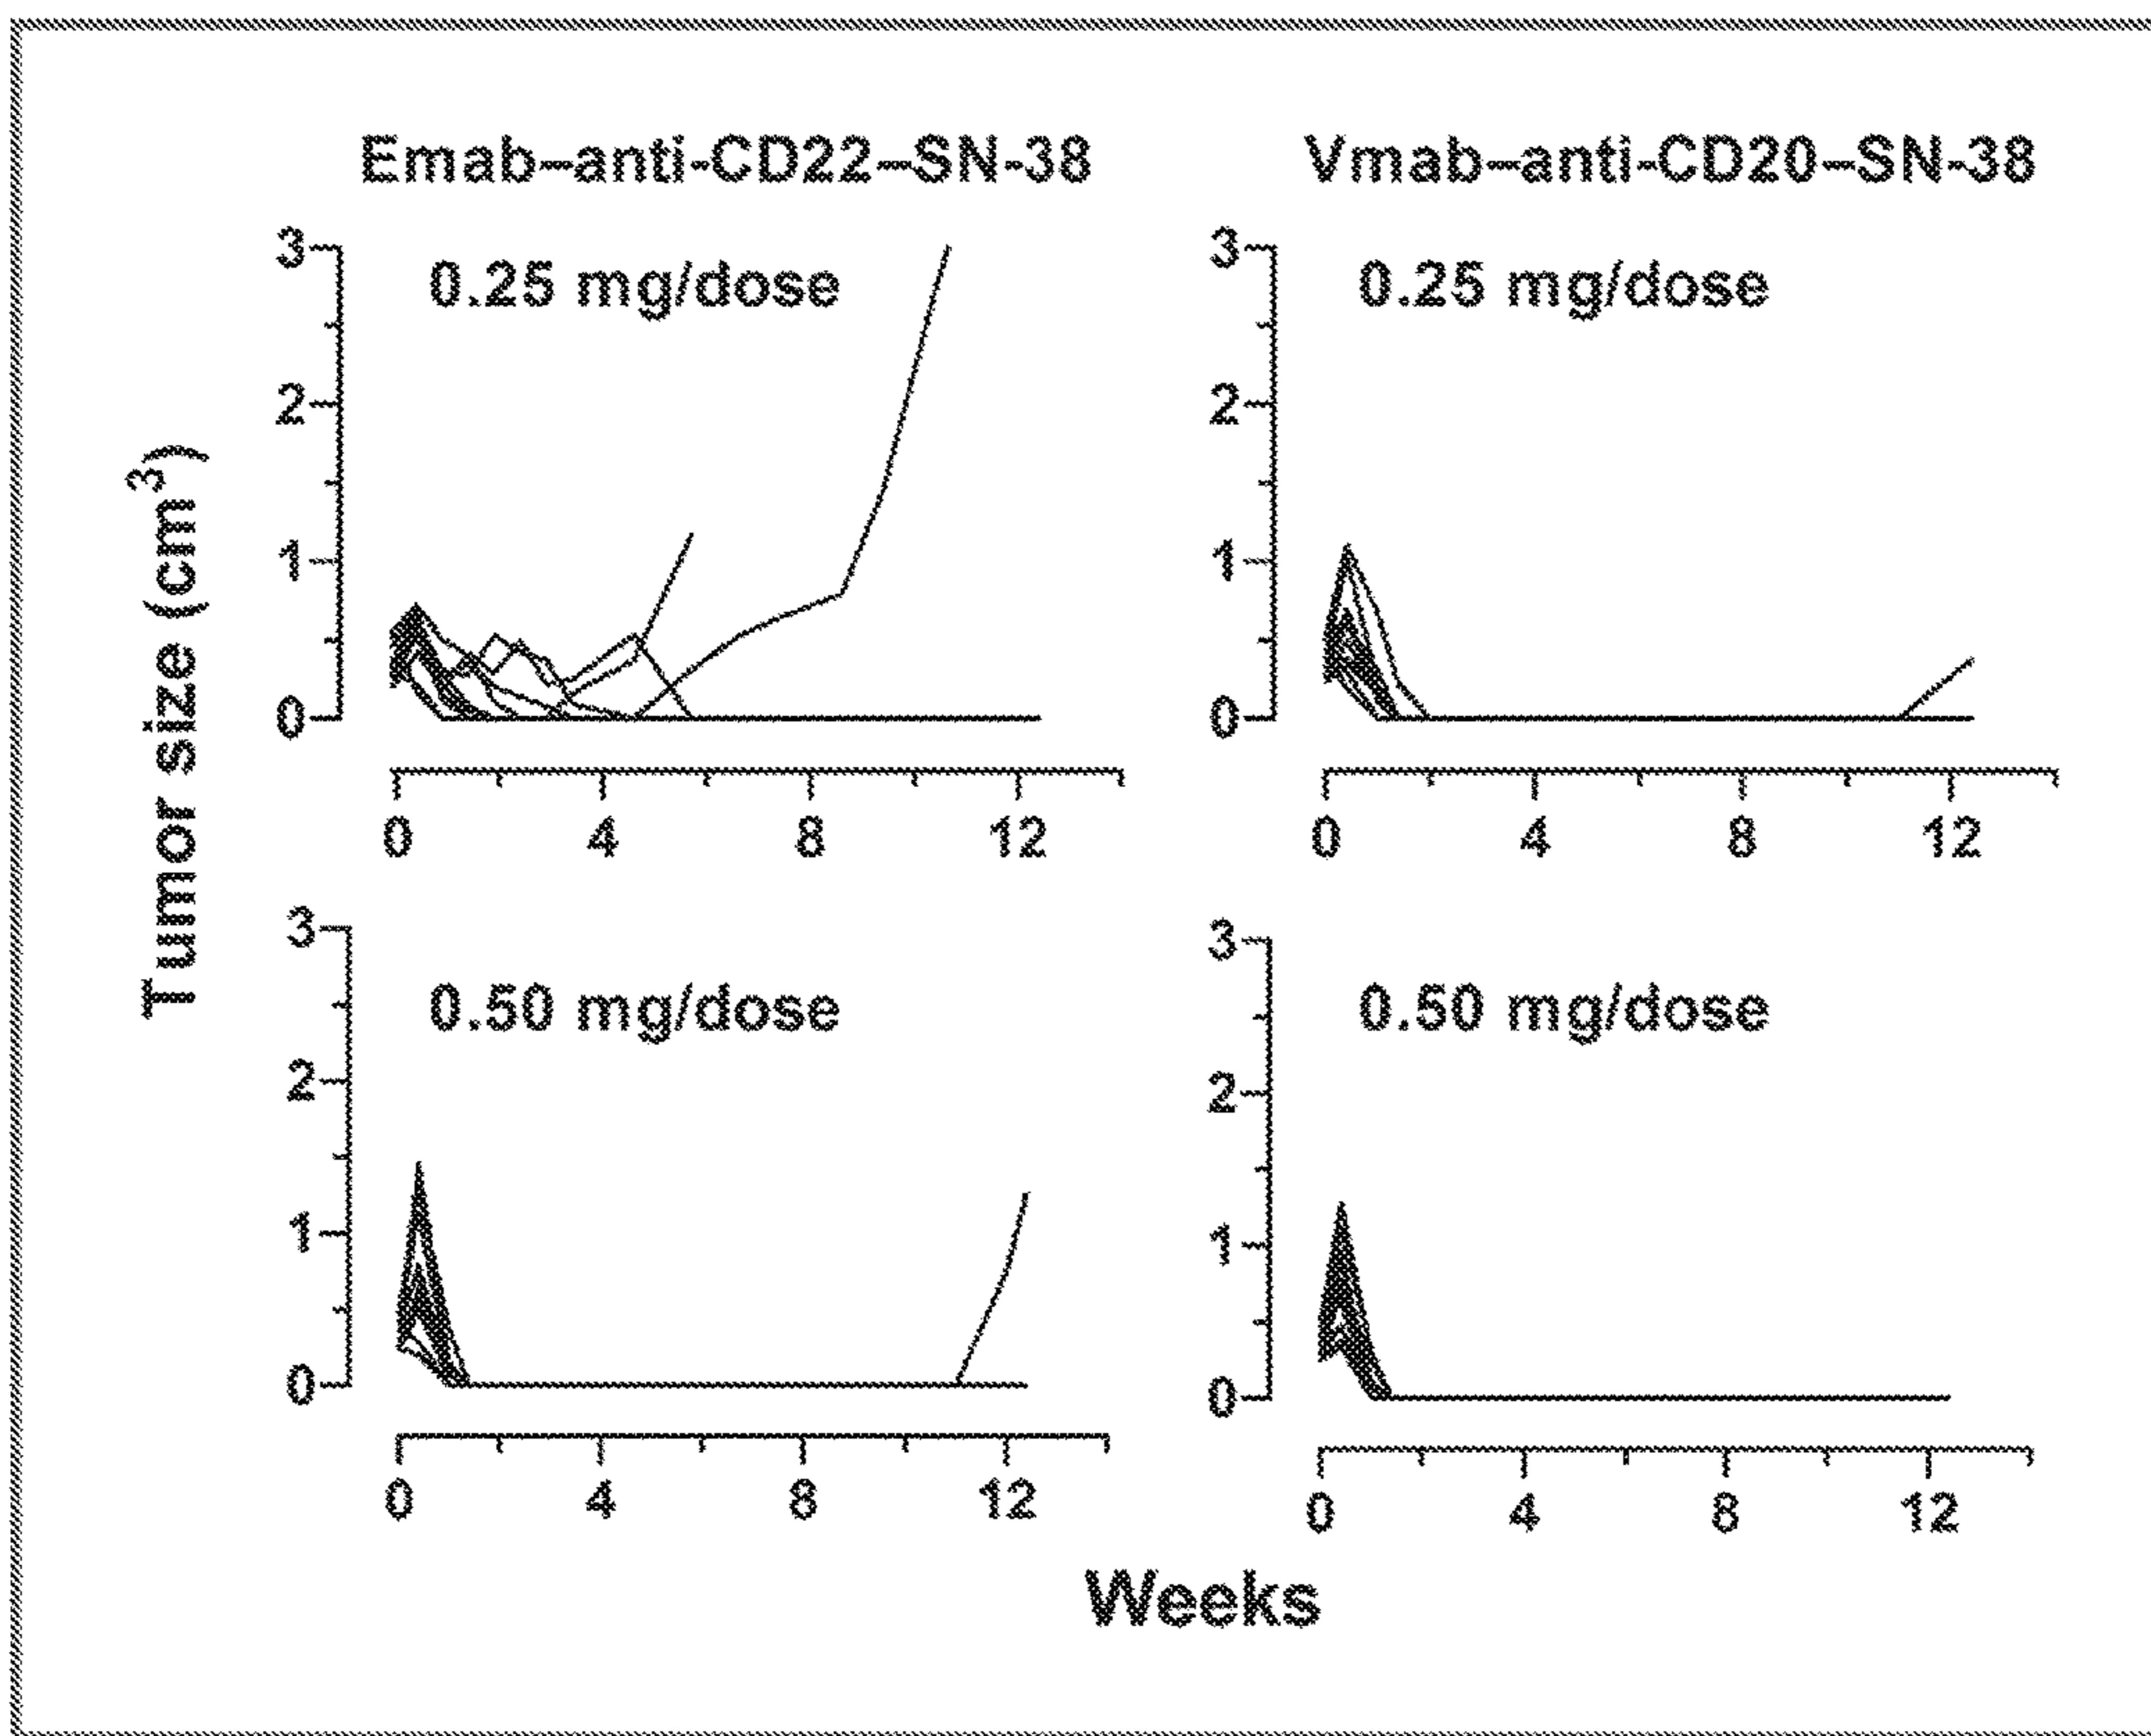 Emab–anti-CD22–SN-38
Vmab–anti-CD20–SN-38
Tumor size (cm³)
0.25 mg/dose
3
2
1
0
0 4 8 12
0.25 mg/dose
3
2
1
0
0 4 8 12
0.50 mg/dose
3
2
1
0
0 4 8 12
0.50 mg/dose
3
2
1
0
0 4 8 12
Weeks